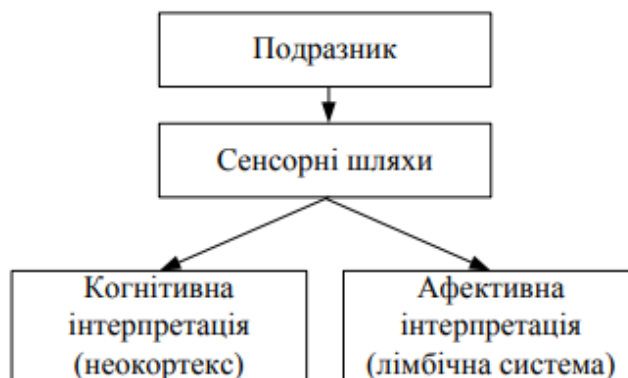 Подразник
Сенсорні шляхи
Когнітивна
інтерпретація
(неокортекс)
Афективна
інтерпретація
(лімбічна система)